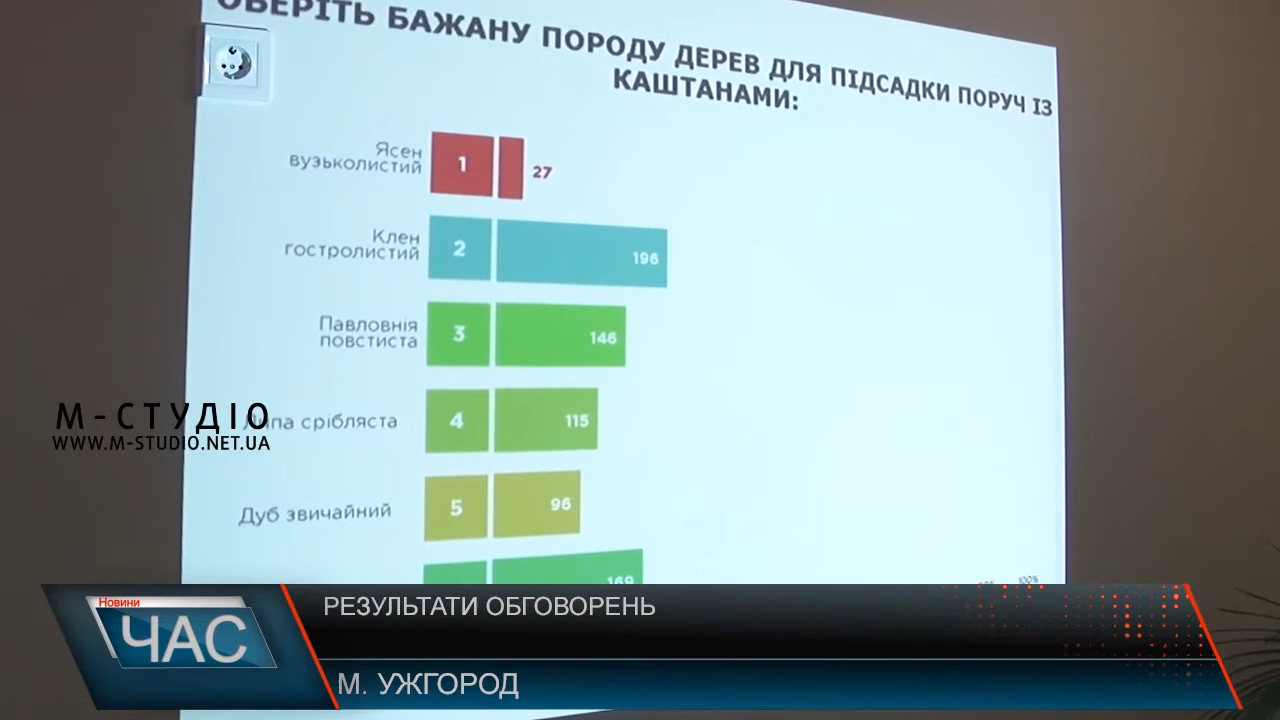 ОБЕРІТЬ БАЖАНУ ПОРОДУ ДЕРЕВ ДЛЯ ПІДСАДКИ ПОРУЧ ІЗ
КАШТАНАМИ:
Ясен
вузьколистий
1
27
Клен
гостролистий
2
196
Павловнія
повстиста
3
146
М-СТУДІО
WWW.M-STUDIO.NET.UA
Липа срібляста
4
115
Дуб звичайний
5
96
169
100%
Новини
ЧАС
РЕЗУЛЬТАТИ ОБГОВОРЕНЬ
М. УЖГОРОД